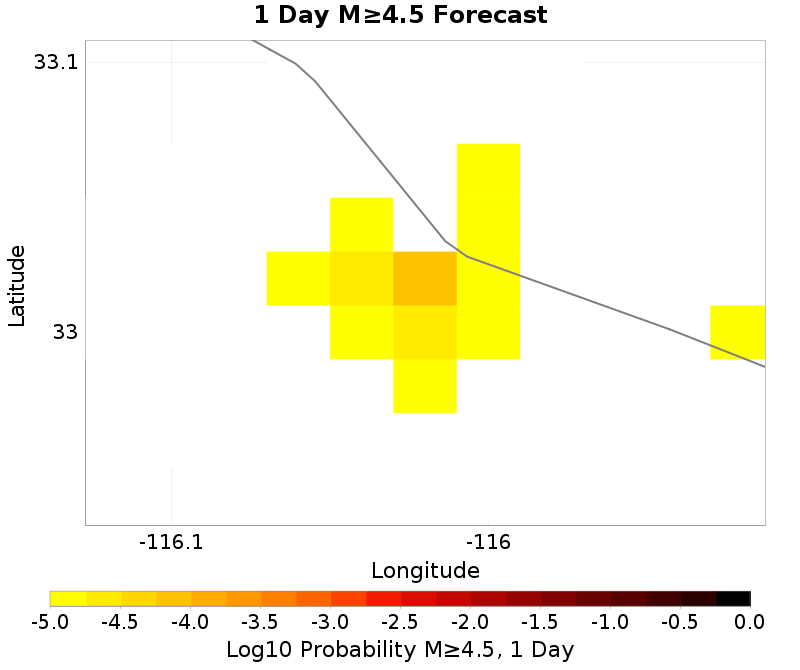 1 Day M≥4.5 Forecast
33.1
33
Latitude
-116.1 -116
Longitude
-5.0 -4.5 -4.0 -3.5 -3.0 -2.5 -2.0 -1.5 -1.0 -0.5 0.0
Log10 Probability M≥4.5, 1 Day